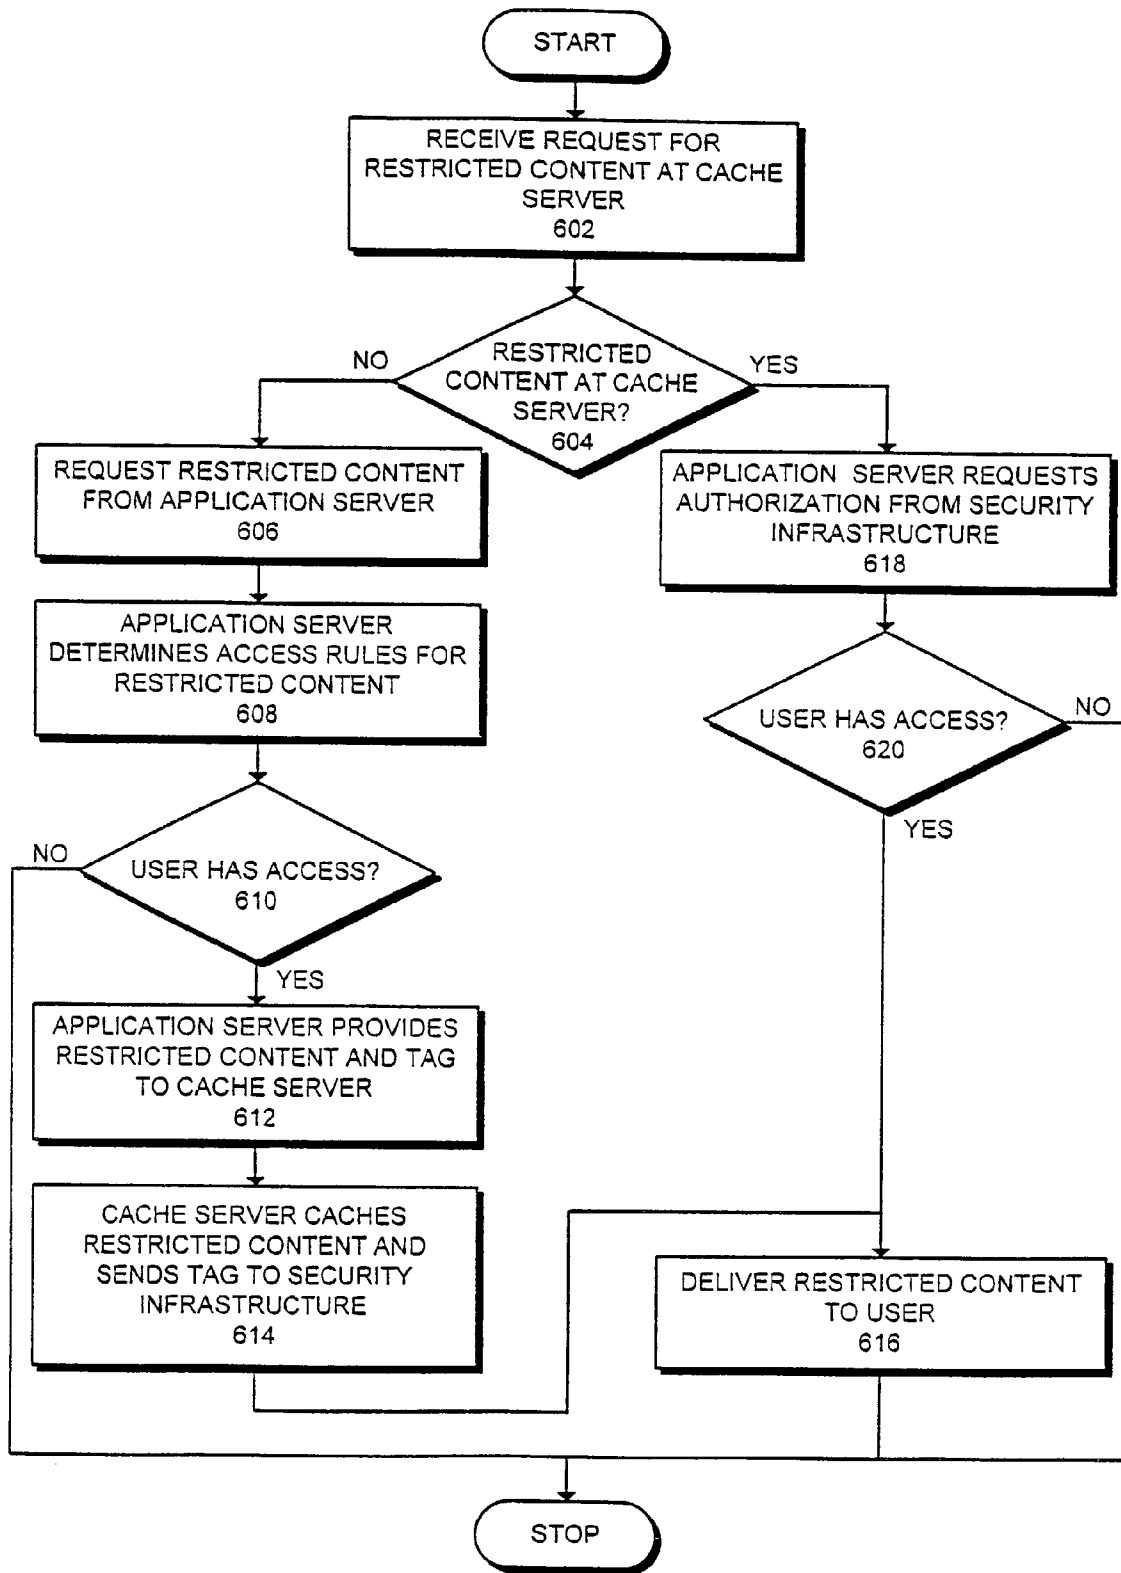 START
RECEIVE REQUEST FOR
RESTRICTED CONTENT AT CACHE
SERVER
602
NO
RESTRICTED
CONTENT AT CACHE
SERVER?
604
YES
REQUEST RESTRICTED CONTENT
FROM APPLICATION SERVER
606
APPLICATION SERVER REQUESTS
AUTHORIZATION FROM SECURITY
INFRASTRUCTURE
618
APPLICATION SERVER
DETERMINES ACCESS RULES FOR
RESTRICTED CONTENT
608
USER HAS ACCESS?
620
NO
YES
NO
USER HAS ACCESS?
610
YES
APPLICATION SERVER PROVIDES
RESTRICTED CONTENT AND TAG
TO CACHE SERVER
612
CACHE SERVER CACHES
RESTRICTED CONTENT AND
SENDS TAG TO SECURITY
INFRASTRUCTURE
614
DELIVER RESTRICTED CONTENT
TO USER
616
STOP